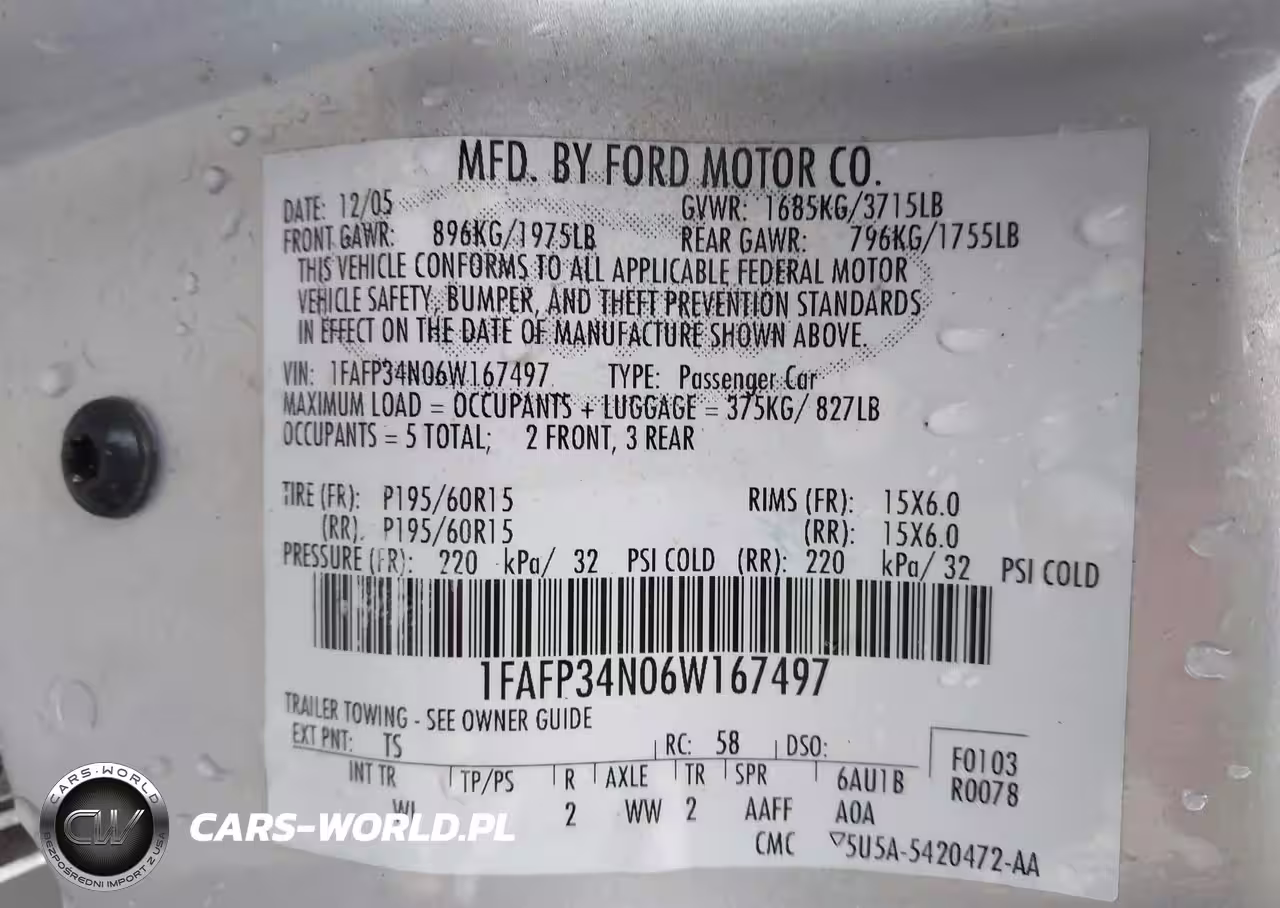 MFD. BY FORD MOTOR CO.
DATE: 12/05 GVWR: 1685KG/3715LB
FRONT GAWR: 896KG/1975LB REAR GAWR: 796KG/1755LB
THIS VEHICLE CONFORMS TO ALL APPLICABLE FEDERAL MOTOR
VEHICLE SAFETY, BUMPER, AND THEFT PREVENTION STANDARDS
IN EFFECT ON THE DATE OF MANUFACTURE SHOWN ABOVE.
VIN: 1FAFP34N06W167497 TYPE: Passenger Car
MAXIMUM LOAD = OCCUPANTS + LUGGAGE = 375KG/ 827LB
OCCUPANTS = 5 TOTAL; 2 FRONT, 3 REAR
TIRE (FR): P195/60R15 RIMS (FR): 15X6.0
(RR). P195/60R15 (RR): 15X6.0
PRESSURE (FR): 220 kPa/ 32 PSI COLD (RR): 220 kPa/ 32 PSI COLD
1FAFP34N06W167497
TRAILER TOWING - SEE OWNER GUIDE
EXT PNT: TS RC: 58 DSO: F0103
INT TR TP/PS R AXLE TR SPR 6AU1B R0078
2 WW 2 AAFF A0A
CMC 5U5A-5420472-AA
CARS-WORLD
CW
BEZPOŚREDNI IMPORT Z USA
CARS-WORLD.PL